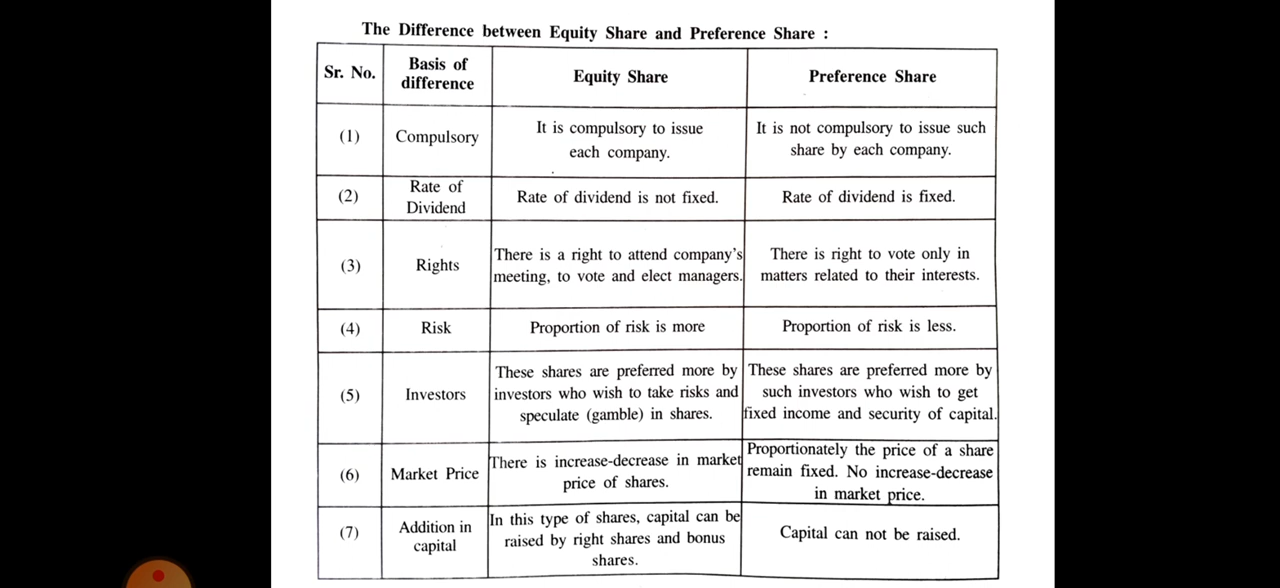 The Difference between Equity Share and Preference Share :
Sr. No.
Basis of
difference
Equity Share
Preference Share
(1)
Compulsory
It is compulsory to issue
each company.
It is not compulsory to issue such
share by each company.
(2)
Rate of
Dividend
Rate of dividend is not fixed.
Rate of dividend is fixed.
(3)
Rights
There is a right to attend company's
meeting, to vote and elect managers.
There is right to vote only in
matters related to their interests.
(4)
Risk
Proportion of risk is more
Proportion of risk is less.
(5)
Investors
These shares are preferred more by
investors who wish to take risks and
speculate (gamble) in shares.
These shares are preferred more by
such investors who wish to get
fixed income and security of capital.
(6)
Market Price
There is increase-decrease in market
price of shares.
Proportionately the price of a share
remain fixed. No increase-decrease
in market price.
(7)
Addition in
capital
In this type of shares, capital can be
raised by right shares and bonus
shares.
Capital can not be raised.